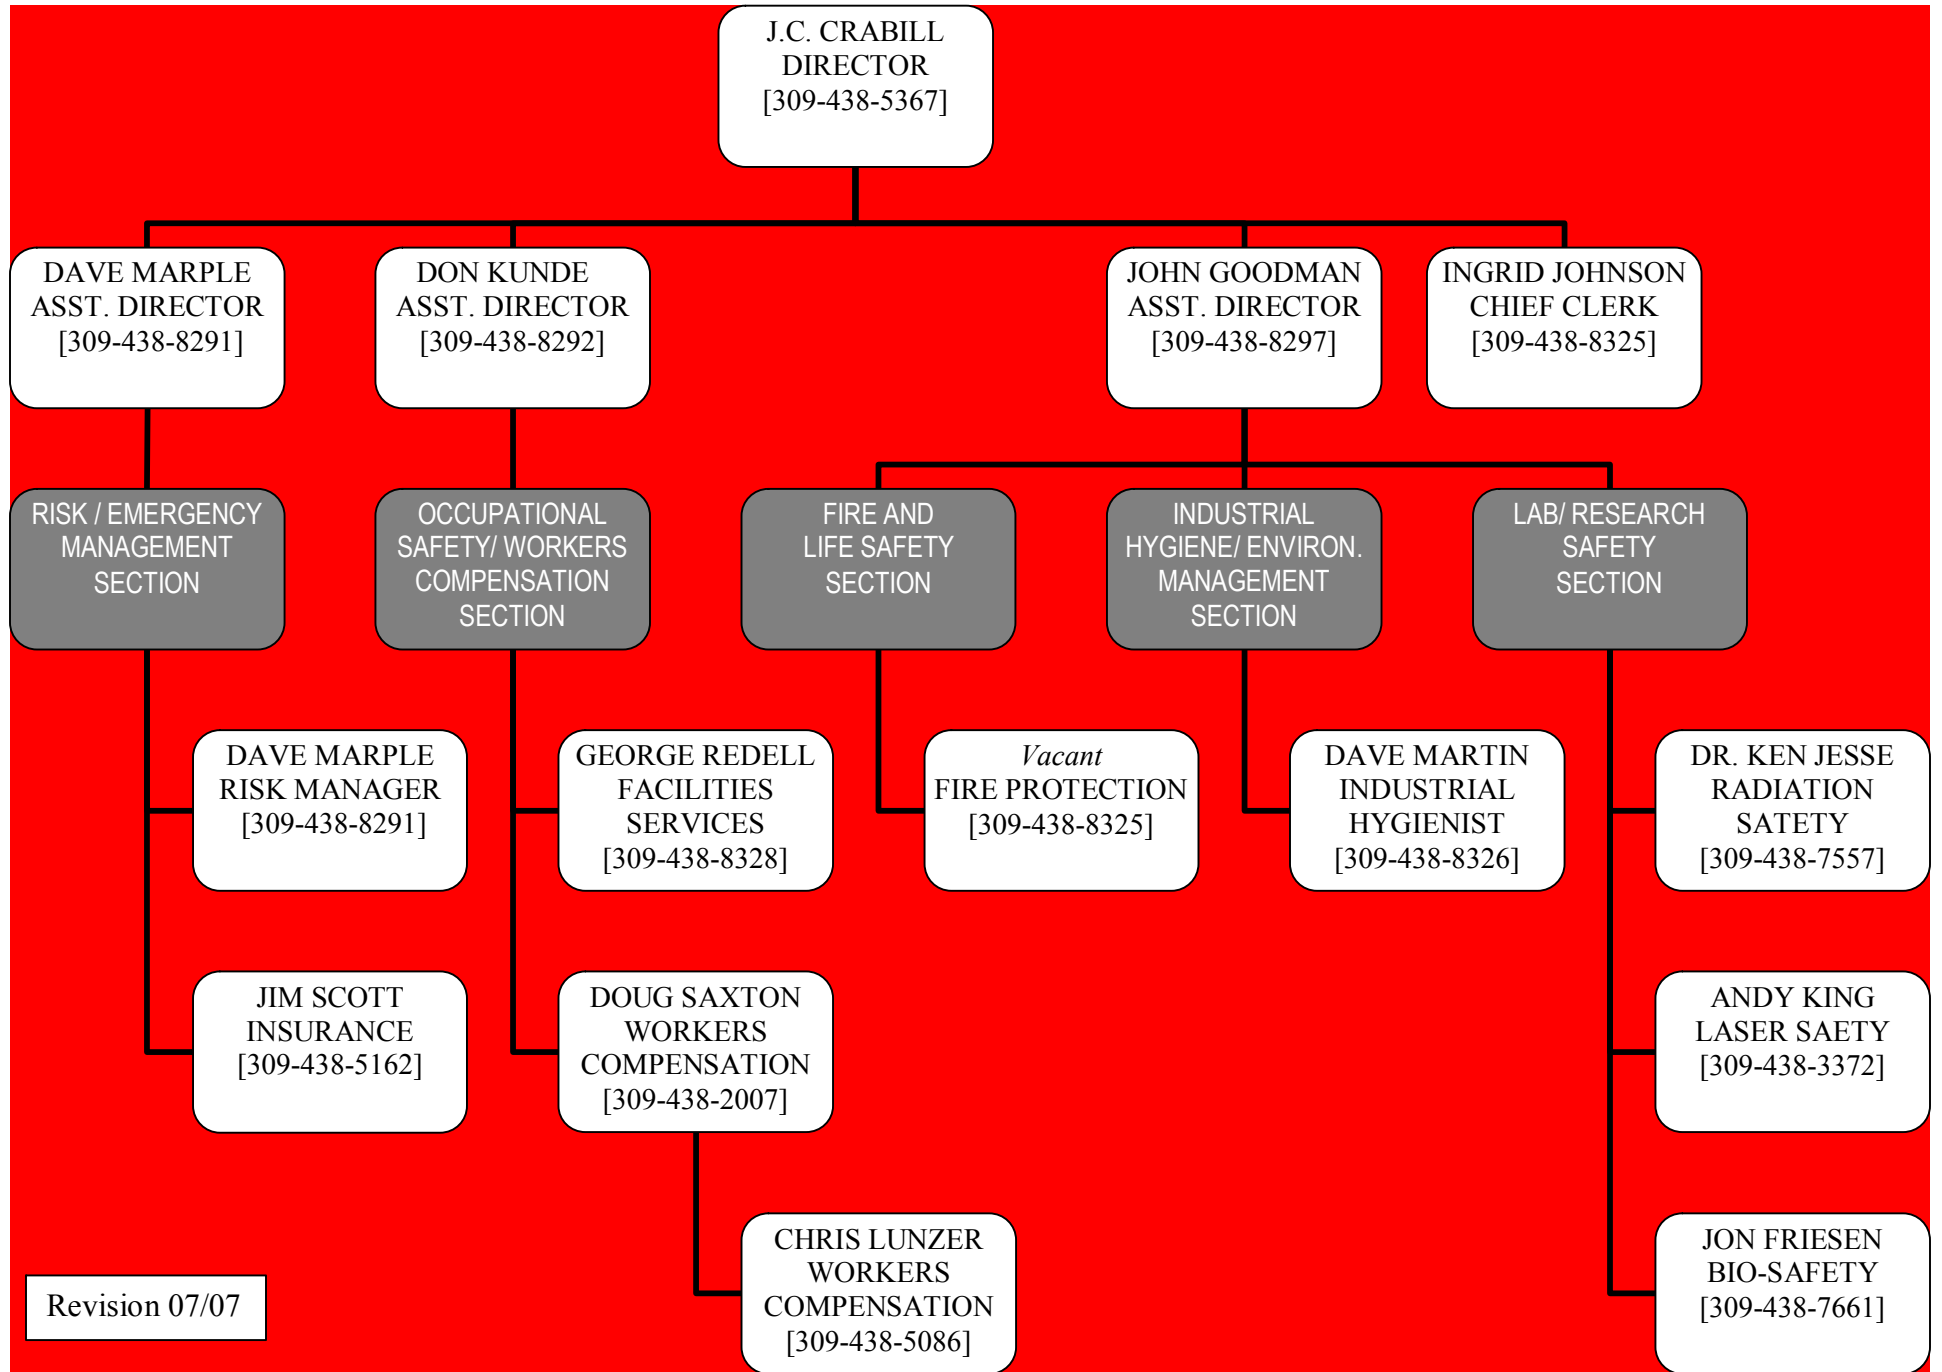 J.C. CRABILL
DIRECTOR
[309-438-5367]
DAVE MARPLE
ASST. DIRECTOR
[309-438-8291]
DON KUNDE
ASST. DIRECTOR
[309-438-8292]
JOHN GOODMAN
ASST. DIRECTOR
[309-438-8297]
INGRID JOHNSON
CHIEF CLERK
[309-438-8325]
RISK / EMERGENCY
MANAGEMENT
SECTION
OCCUPATIONAL
SAFETY/ WORKERS
COMPENSATION
SECTION
FIRE AND
LIFE SAFETY
SECTION
INDUSTRIAL
HYGIENE/ ENVIRON.
MANAGEMENT
SECTION
LAB/ RESEARCH
SAFETY
SECTION
DAVE MARPLE
RISK MANAGER
[309-438-8291]
GEORGE REDELL
FACILITIES
SERVICES
[309-438-8328]
Vacant
FIRE PROTECTION
[309-438-8325]
DAVE MARTIN
INDUSTRIAL
HYGIENIST
[309-438-8326]
DR. KEN JESSE
RADIATION
SATETY
[309-438-7557]
JIM SCOTT
INSURANCE
[309-438-5162]
DOUG SAXTON
WORKERS
COMPENSATION
[309-438-2007]
ANDY KING
LASER SAETY
[309-438-3372]
CHRIS LUNZER
WORKERS
COMPENSATION
[309-438-5086]
JON FRIESEN
BIO-SAFETY
[309-438-7661]
Revision 07/07